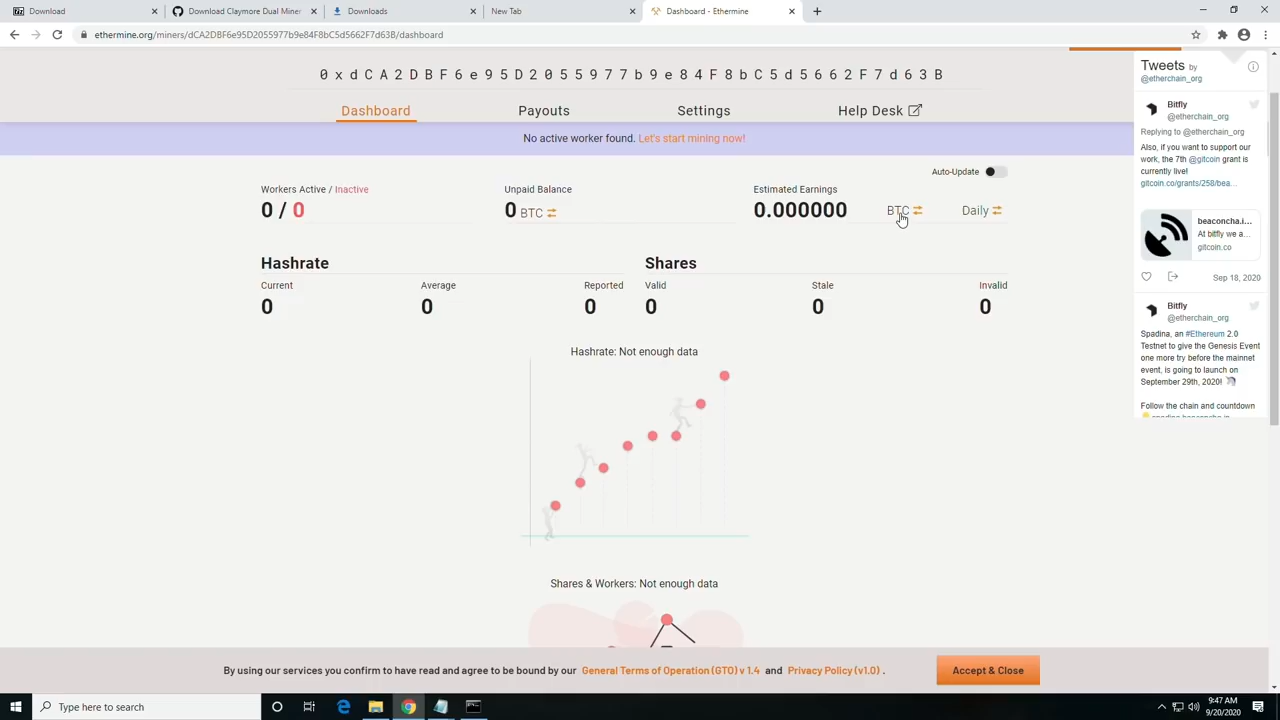 Download
Download Claymore Dual Miner
Downloads
New Tab
Dashboard - Ethermine
ethermine.org/miners/dCA2DBF6e95D2055977b9e84F8bC5d5662F7d63B/dashboard
0xdCA2DBF6e95D2055977b9e84F8bC5d5662F7d63B
Dashboard
Payouts
Settings
Help Desk
No active worker found. Let's start mining now!
Auto-Update
Workers Active / Inactive
Unpaid Balance
Estimated Earnings
0 / 0
0 BTC
0.000000
BTC
Daily
Hashrate
Shares
Current
Average
Reported
Valid
Stale
Invalid
0
0
0
0
0
0
Hashrate: Not enough data
Shares & Workers: Not enough data
Tweets by
@etherchain_org
Bitfly
@etherchain_org
Replying to @etherchain_org
Also, if you want to support our
work, the 7th @gitcoin grant is
currently live!
gitcoin.co/grants/258/bea…
beaconcha.i...
At bitfly we a...
gitcoin.co
Sep 18, 2020
Bitfly
@etherchain_org
Spadina, an #Ethereum 2.0
Testnet to give the Genesis Event
one more try before the mainnet
event, is going to launch on
September 29th, 2020!
Follow the chain and countdown
By using our services you confirm to have read and agree to be bound by our General Terms of Operation (GTO) v 1.4 and Privacy Policy (v1.0) .
Accept & Close
Type here to search
9:47 AM
9/20/2020